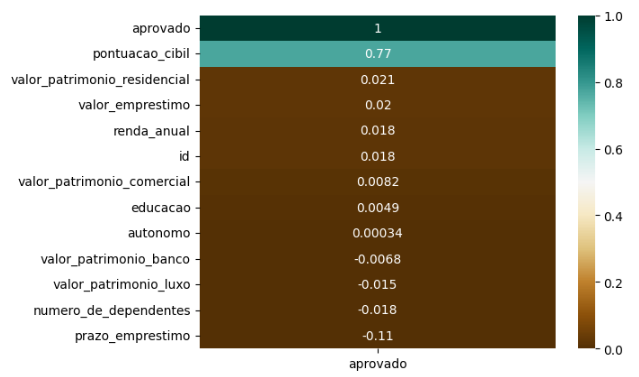 aprovado 1
pontuacao_cibil 0.77
valor_patrimonio_residencial 0.021
valor_emprestimo 0.02
renda_anual 0.018
id 0.018
valor_patrimonio_comercial 0.0082
educacao 0.0049
autonomo 0.00034
valor_patrimonio_banco -0.0068
valor_patrimonio_luxo -0.015
numero_de_dependentes -0.018
prazo_emprestimo -0.11
aprovado
1.0
0.8
0.6
0.4
0.2
0.0